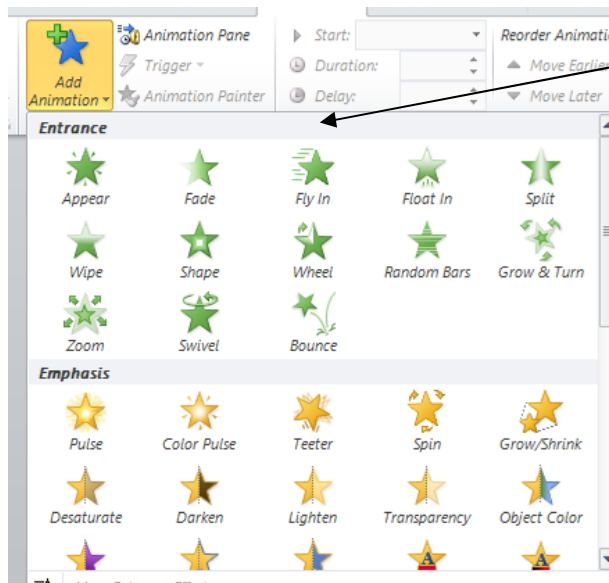 Animation Pane Start: Reorder Animatio
Trigger Duration: Move Earlie
Add
Animation Animation Painter Delay: Move Later
Entrance
Appear Fade Fly In Float In Split
Wipe Shape Wheel Random Bars Grow & Turn
Zoom Swivel Bounce
Emphasis
Pulse Color Pulse Teeter Spin Grow/Shrink
Desaturate Darken Lighten Transparency Object Color
A A